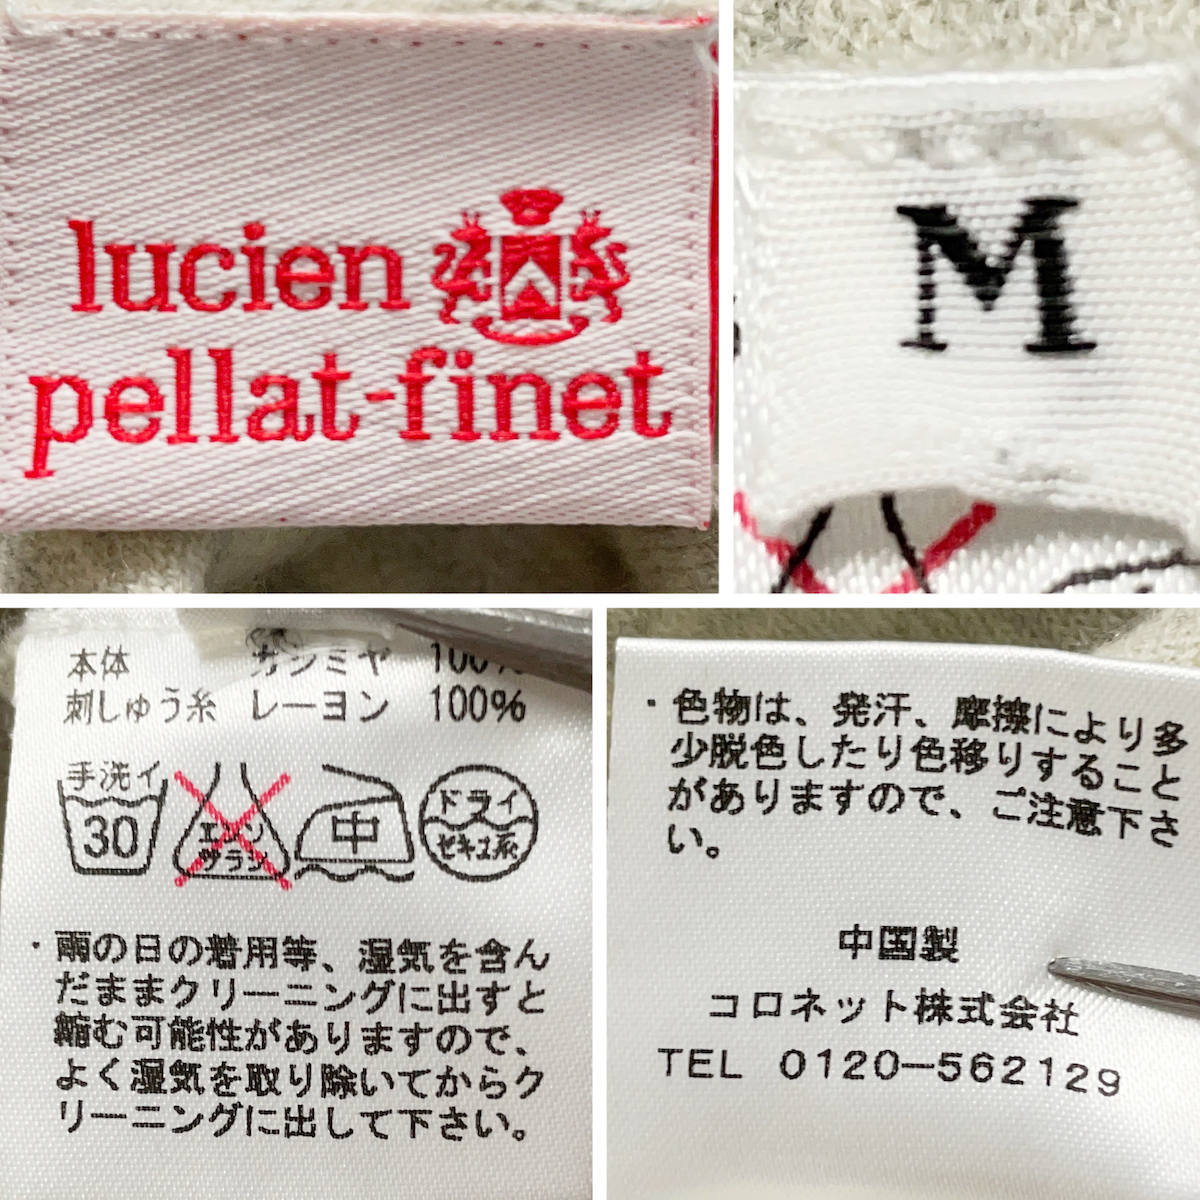 lucien
pellat-finet
M
本体 カシミヤ 100%
刺しゅう糸 レーヨン 100%
手洗イ
30
エンソ
サラシ
中
ドライ
セキユ系
・雨の日の着用等、湿気を含ん
だままクリーニングに出すと
縮む可能性がありますので、
よく湿気を取り除いてからク
リーニングに出して下さい。
・色物は、発汗、摩擦により多
少脱色したり色移りすること
がありますので、ご注意下さ
い。
中国製
コロネット株式会社
TEL 0120-562129